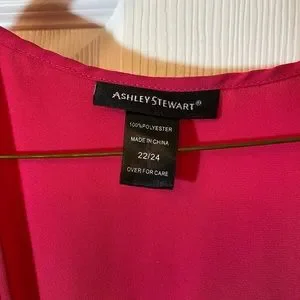 ASHLEY STEWART®
100% POLYESTER
MADE IN CHINA
22/24
OVER FOR CARE